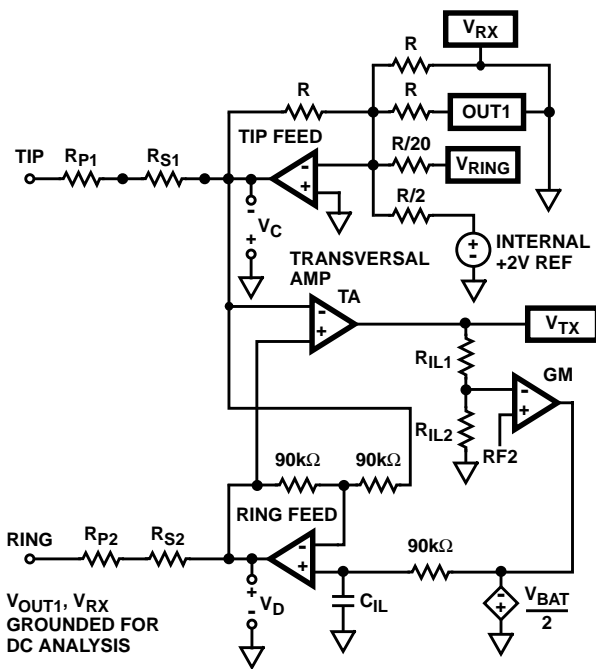 V_RX
R
R
R
OUT1
TIP FEED
TIP
R_P1
R_S1
-
+
R/20
V_RING
R/2
-
V_C
+
+
-
INTERNAL
+2V REF
TRANSVERSAL
AMP
TA
-
+
V_TX
R_IL1
GM
-
+
R_IL2
RF2
90kΩ
90kΩ
RING FEED
RING
R_P2
R_S2
-
+
90kΩ
+
V_D
-
C_IL
-
+
V_BAT
2
V_OUT1, V_RX
GROUNDED FOR
DC ANALYSIS